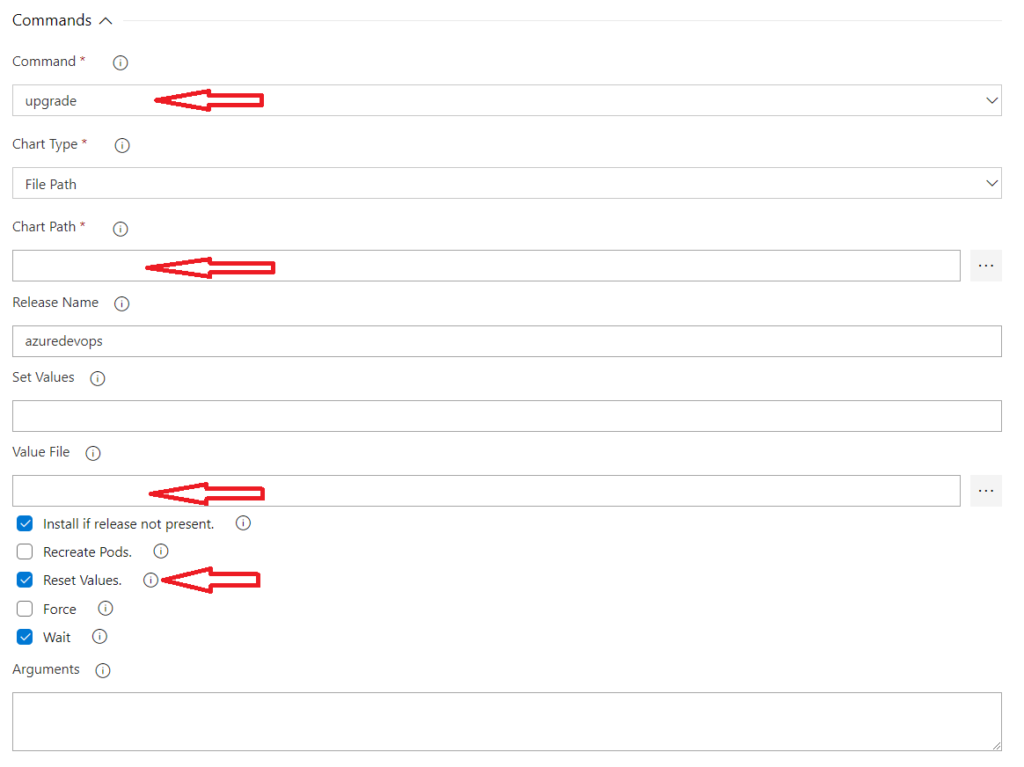 Commands
Command *
upgrade
Chart Type *
File Path
Chart Path *
...
Release Name
azuredevops
Set Values
Value File
...
Install if release not present.
Recreate Pods.
Reset Values.
Force
Wait
Arguments